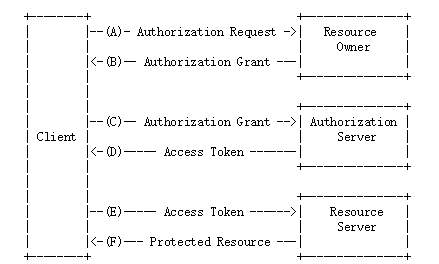 (A) Authorization Request
Resource
Owner
(B) Authorization Grant
(C) Authorization Grant
Authorization
Client
Server
(D) Access Token
(E) Access Token
Resource
Server
(F) Protected Resource